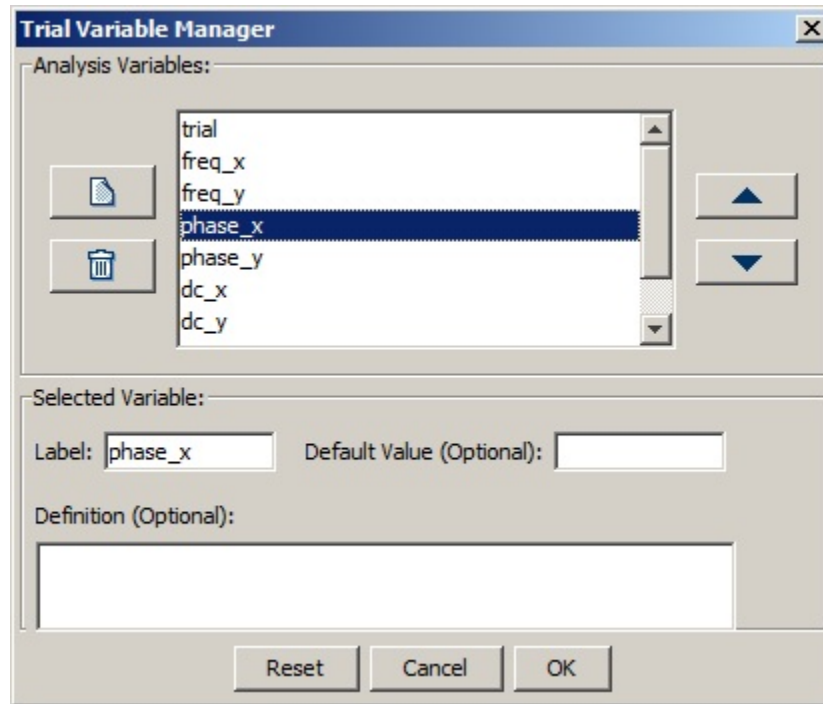 Trial Variable Manager
Analysis Variables:
trial
freq_x
freq_y
phase_x
phase_y
dc_x
dc_y
Selected Variable:
Label: phase_x Default Value (Optional):
Definition (Optional):
Reset Cancel OK